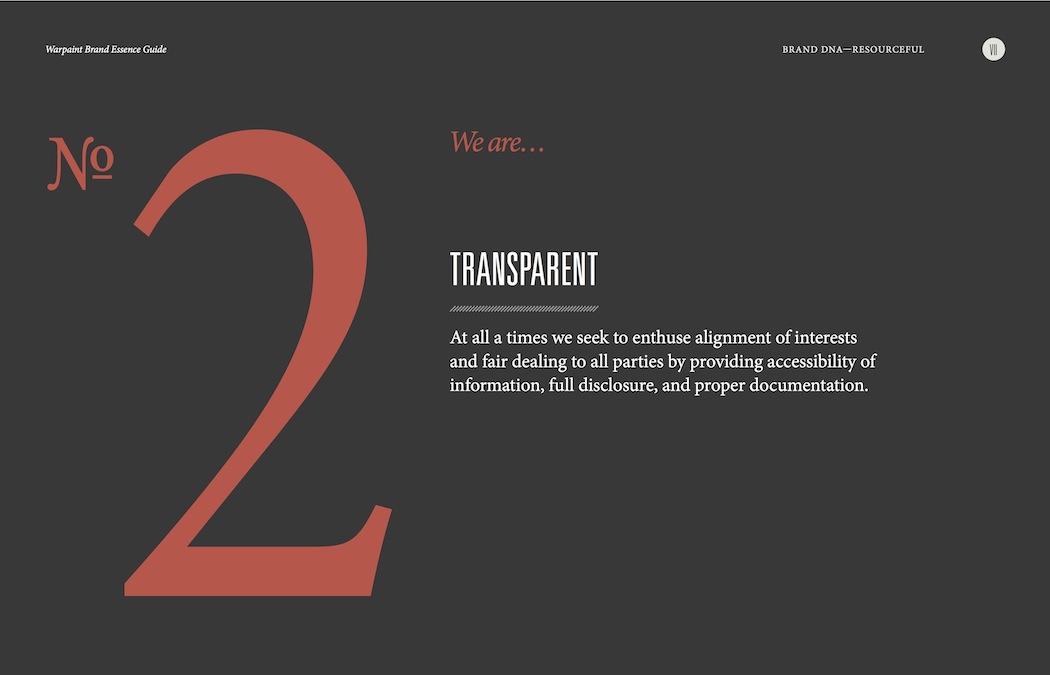 Warpaint Brand Essence Guide
BRAND DNA—RESOURCEFUL
VII
Nº
2
We are…
TRANSPARENT
At all a times we seek to enthuse alignment of interests
and fair dealing to all parties by providing accessibility of
information, full disclosure, and proper documentation.